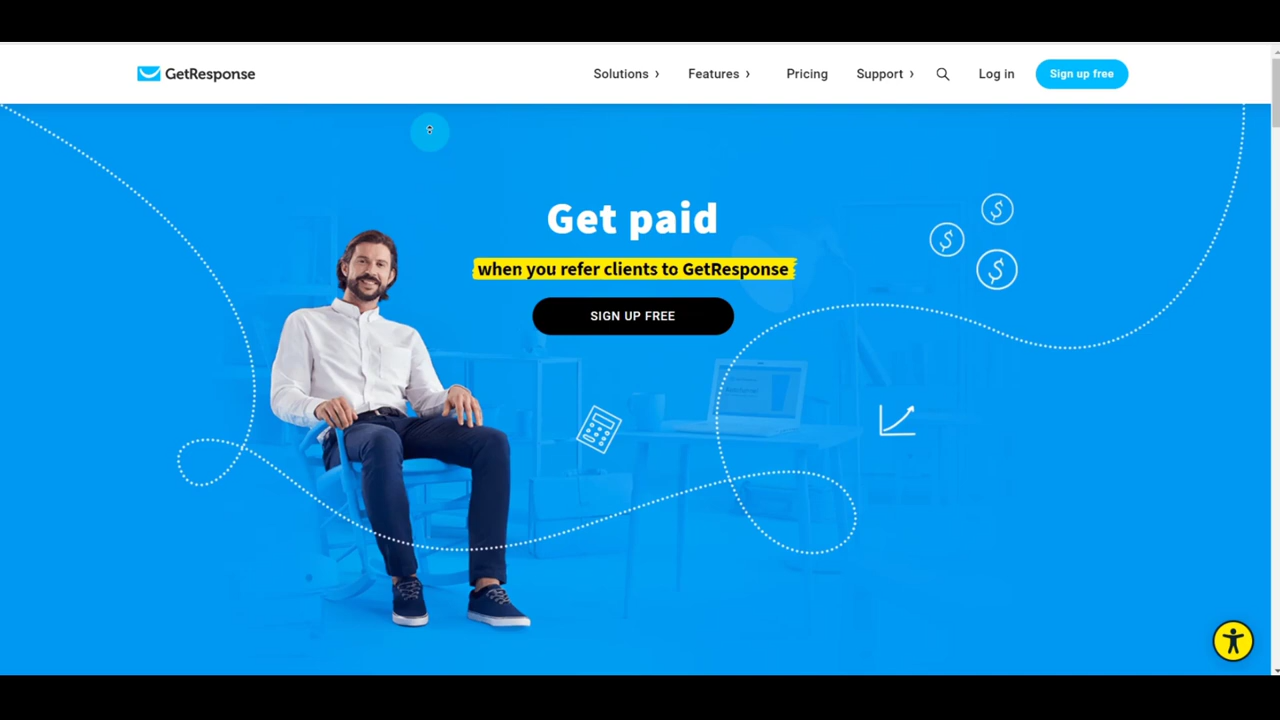 GetResponse
Solutions › Features › Pricing Support › Log in Sign up free
Get paid
when you refer clients to GetResponse
SIGN UP FREE
$
$
$